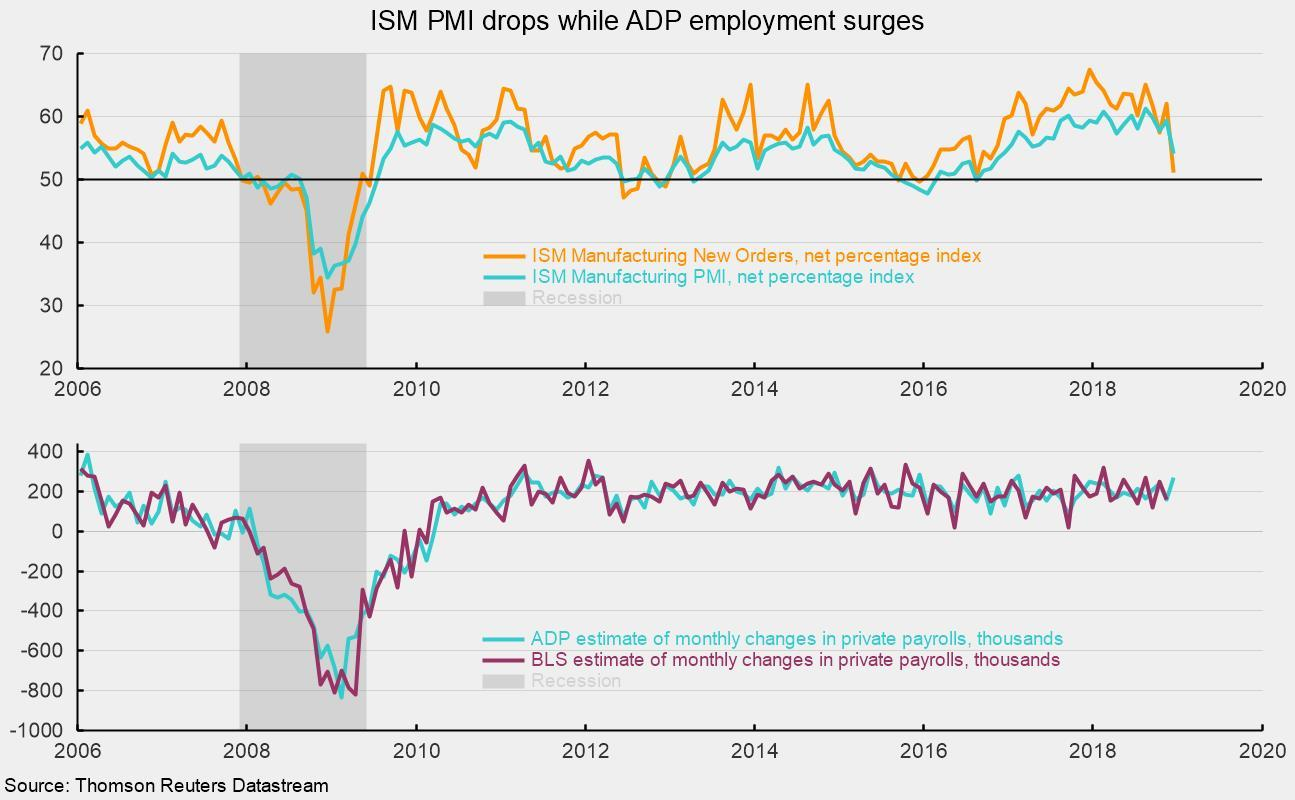 ISM PMI drops while ADP employment surges
70
60
50
40
30
20
ISM Manufacturing New Orders, net percentage index
ISM Manufacturing PMI, net percentage index
Recession
2006 2008 2010 2012 2014 2016 2018 2020
400
200
0
-200
-400
-600
-800
-1000
ADP estimate of monthly changes in private payrolls, thousands
BLS estimate of monthly changes in private payrolls, thousands
Recession
2006 2008 2010 2012 2014 2016 2018 2020
Source: Thomson Reuters Datastream